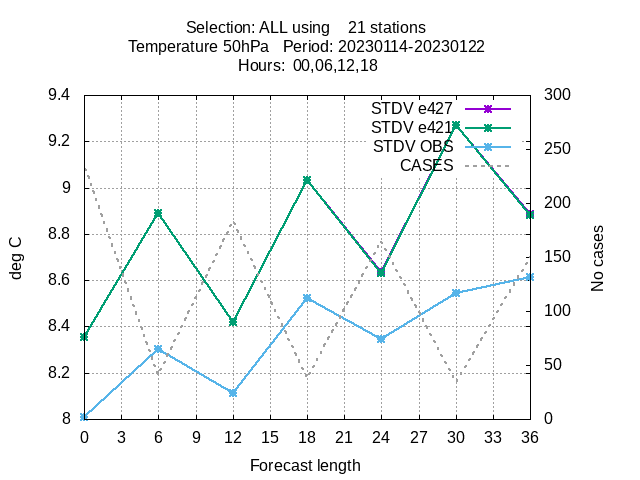 Selection: ALL using    21 stations
Temperature 50hPa   Period: 20230114-20230122
Hours:  00,06,12,18
STDV e427
STDV e421
STDV OBS
CASES
9.4
9.2
9
8.8
8.6
8.4
8.2
8
300
250
200
150
100
50
0
deg C
No cases
0 3 6 9 12 15 18 21 24 27 30 33 36
Forecast length